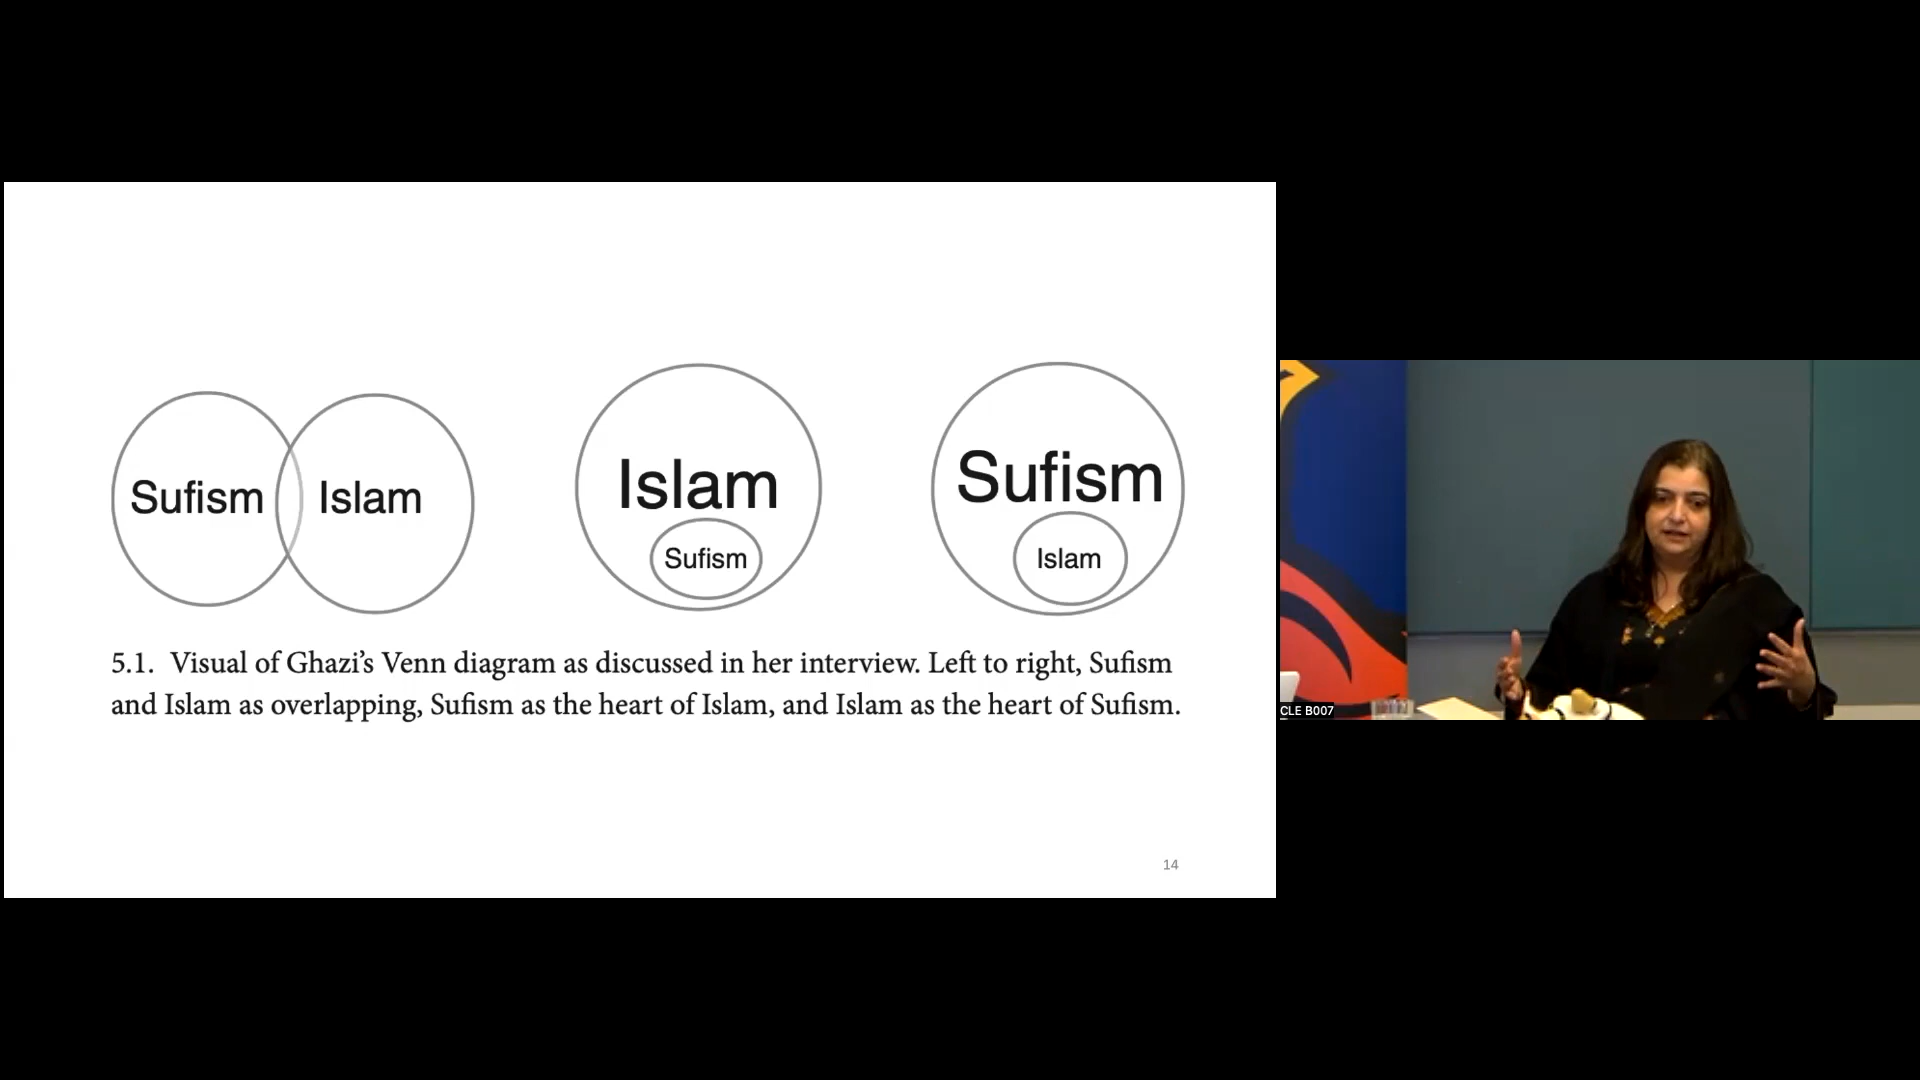 Sufism
Islam
Islam
Sufism
Sufism
Islam
5.1. Visual of Ghazi’s Venn diagram as discussed in her interview. Left to right, Sufism
and Islam as overlapping, Sufism as the heart of Islam, and Islam as the heart of Sufism.
14
CLE B007